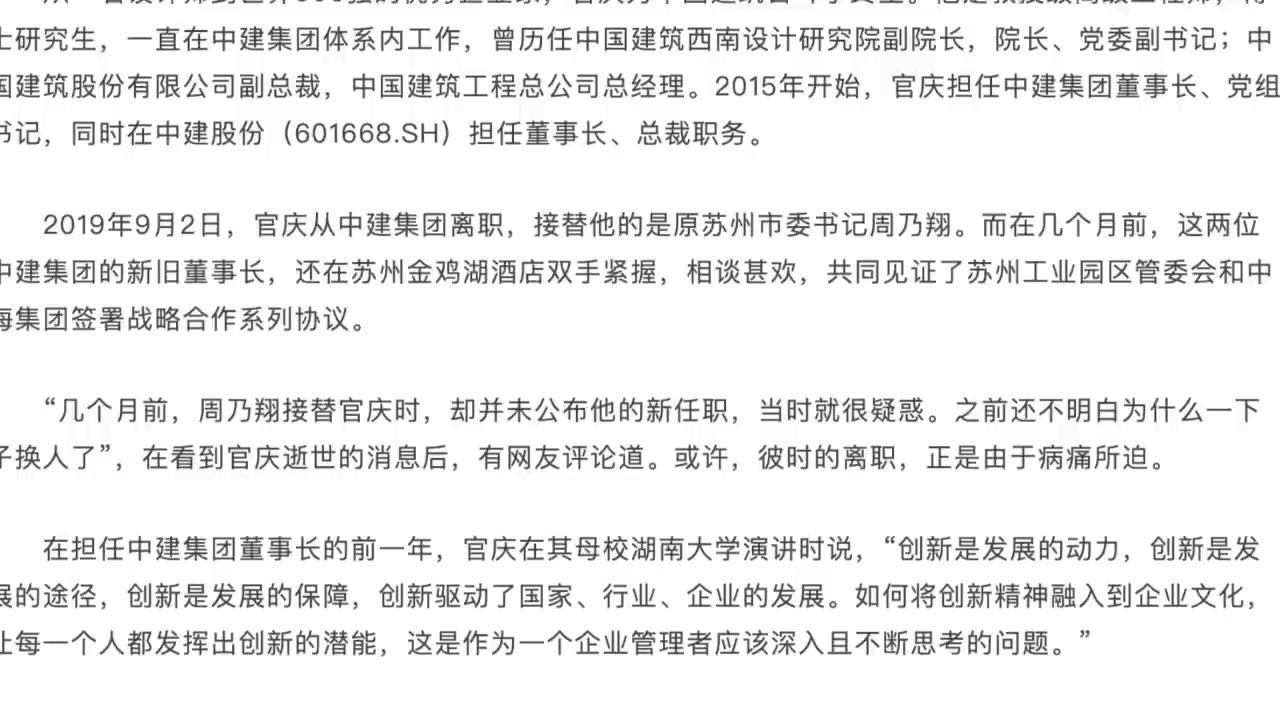 士研究生，一直在中建集团体系内工作，曾历任中国建筑西南设计研究院副院长，院长、党委副书记；中
国建筑股份有限公司副总裁，中国建筑工程总公司总经理。2015年开始，官庆担任中建集团董事长、党组
书记，同时在中建股份（601668.SH）担任董事长、总裁职务。
2019年9月2日，官庆从中建集团离职，接替他的是原苏州市委书记周乃翔。而在几个月前，这两位
中建集团的新旧董事长，还在苏州金鸡湖酒店双手紧握，相谈甚欢，共同见证了苏州工业园区管委会和中
海集团签署战略合作系列协议。
“几个月前，周乃翔接替官庆时，却并未公布他的新任职，当时就很疑惑。之前还不明白为什么一下
子换人了”，在看到官庆逝世的消息后，有网友评论道。或许，彼时的离职，正是由于病痛所迫。
在担任中建集团董事长的前一年，官庆在其母校湖南大学演讲时说，“创新是发展的动力，创新是发
展的途径，创新是发展的保障，创新驱动了国家、行业、企业的发展。如何将创新精神融入到企业文化，
让每一个人都发挥出创新的潜能，这是作为一个企业管理者应该深入且不断思考的问题。”